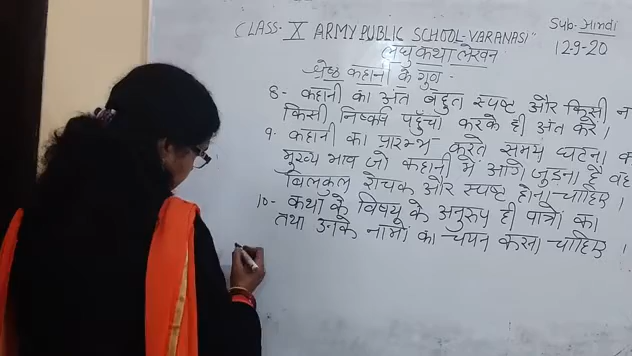 CLASS- X ARMY PUBLIC SCHOOL-VARANASI"
Sub- हिन्दी
लघु कथा लेखन
12-9-20
श्रेष्ठ कहानी के गुण -
8- कहानी का अंत बहुत स्पष्ट और किसी न
किसी निष्कर्ष पहुँचा करके ही अंत करें।
9. कहानी का प्रारम्भ करते समय घटना का
मुख्य भाव जो कहानी में आगे जुड़ना है वह
बिलकुल रोचक और स्पष्ट होना चाहिए।
10- कथा के विषय के अनुरुप ही पात्रों का
तथा उनके नामों का चयन करना चाहिए।